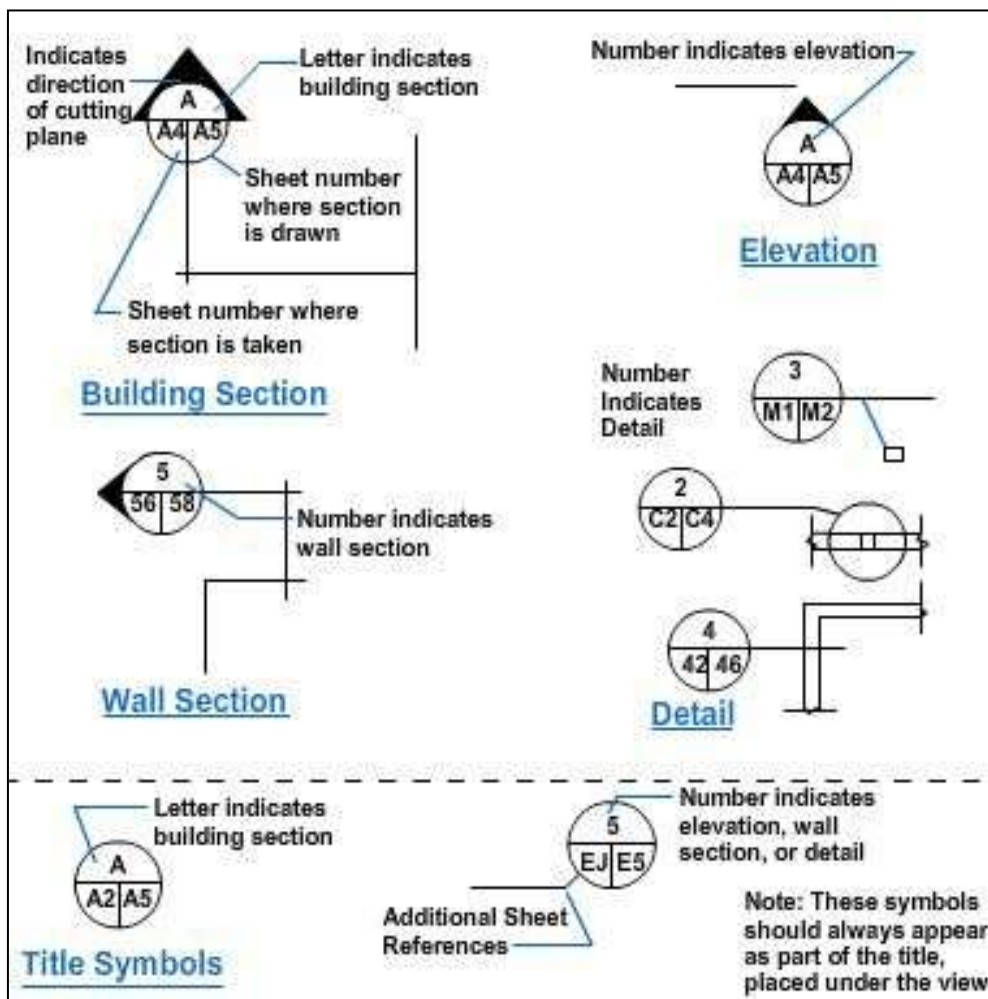 Indicates
direction
of cutting
plane
A
A4 A5
Letter indicates
building section
Sheet number
where section
is drawn
Sheet number where
section is taken
Building Section
Number indicates elevation
A
A4 A5
Elevation
5
56 58
Number indicates
wall section
Wall Section
Number
Indicates
Detail
3
M1 M2
2
C2 C4
4
42 46
Detail
Letter indicates
building section
A
A2 A5
Title Symbols
5
EJ E5
Additional Sheet
References
Number indicates
elevation, wall
section, or detail
Note: These symbols
should always appear
as part of the title,
placed under the view